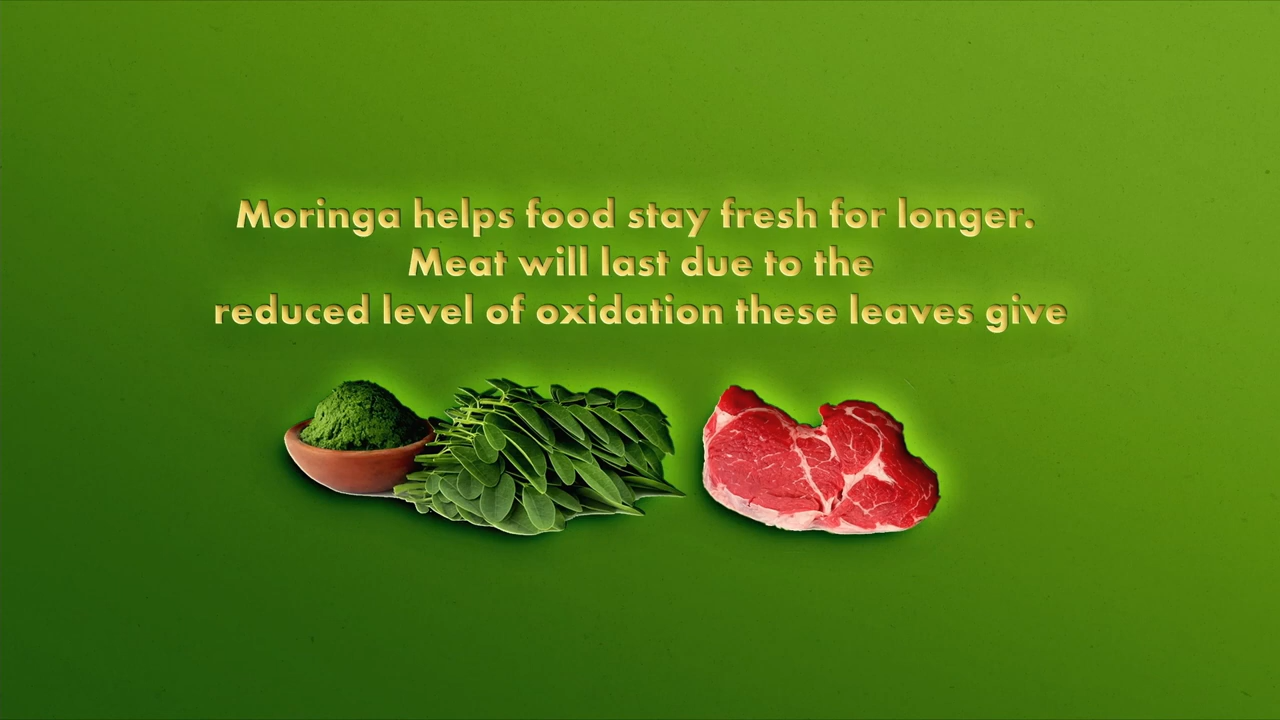 Moringa helps food stay fresh for longer.
Meat will last due to the
reduced level of oxidation these leaves give